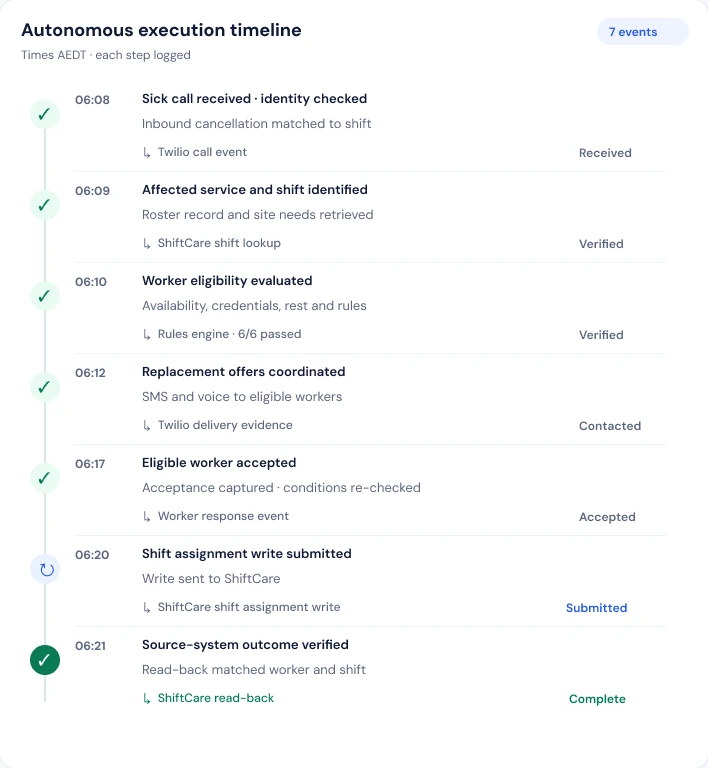 Autonomous execution timeline
7 events
Times AEDT · each step logged
06:08
Sick call received · identity checked
Inbound cancellation matched to shift
↳ Twilio call event
Received
06:09
Affected service and shift identified
Roster record and site needs retrieved
↳ ShiftCare shift lookup
Verified
06:10
Worker eligibility evaluated
Availability, credentials, rest and rules
↳ Rules engine · 6/6 passed
Verified
06:12
Replacement offers coordinated
SMS and voice to eligible workers
↳ Twilio delivery evidence
Contacted
06:17
Eligible worker accepted
Acceptance captured · conditions re-checked
↳ Worker response event
Accepted
06:20
Shift assignment write submitted
Write sent to ShiftCare
↳ ShiftCare shift assignment write
Submitted
06:21
Source-system outcome verified
Read-back matched worker and shift
↳ ShiftCare read-back
Complete